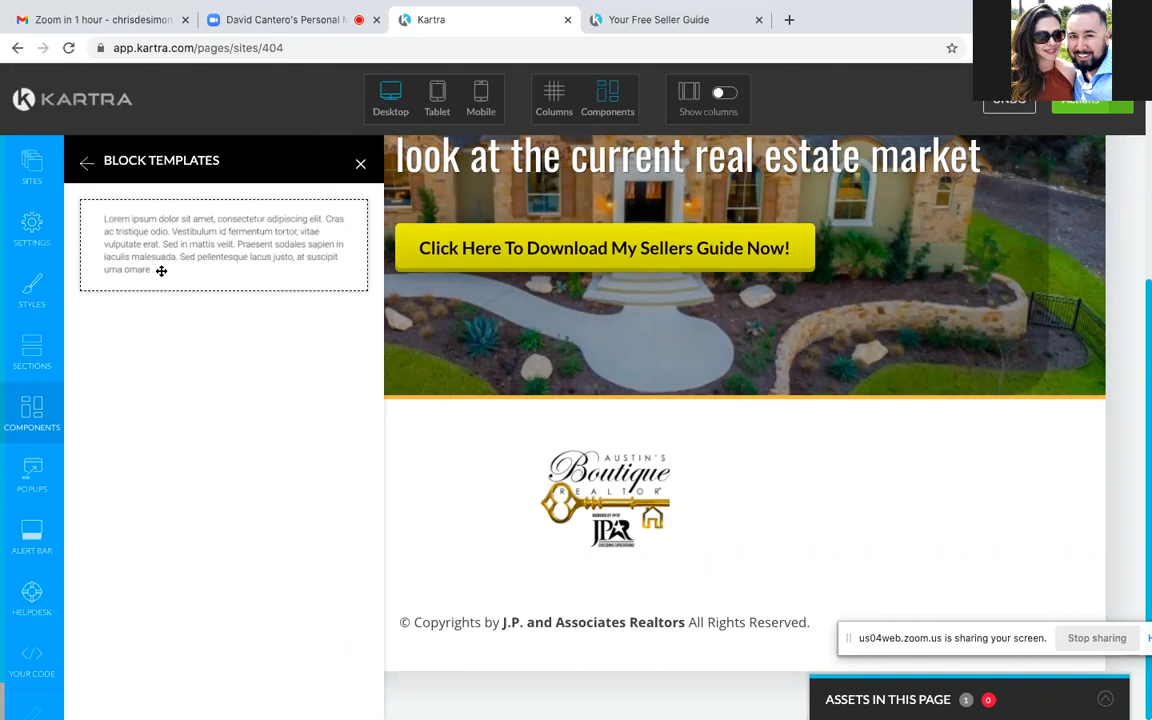 Zoom in 1 hour - chrisdesimon
David Cantero's Personal M
Kartra
Your Free Seller Guide
app.kartra.com/pages/sites/404
KARTRA
Desktop
Tablet
Mobile
Columns
Components
Show columns
UNDO
Actions
SITES
SETTINGS
STYLES
SECTIONS
COMPONENTS
POPUPS
ALERT BAR
HELPDESK
YOUR CODE
BLOCK TEMPLATES
Lorem ipsum dolor sit amet, consectetur adipiscing elit. Cras
ac tristique odio. Vestibulum id fermentum tortor, vitae
vulputate erat. Sed in mattis velit. Praesent sodales sapien in
iaculis malesuada. Sed pellentesque lacus justo, at suscipit
urna ornare
look at the current real estate market
Click Here To Download My Sellers Guide Now!
AUSTIN'S
Boutique
REALTOR
JPAR
© Copyrights by J.P. and Associates Realtors All Rights Reserved.
us04web.zoom.us is sharing your screen.
Stop sharing
ASSETS IN THIS PAGE
1
0